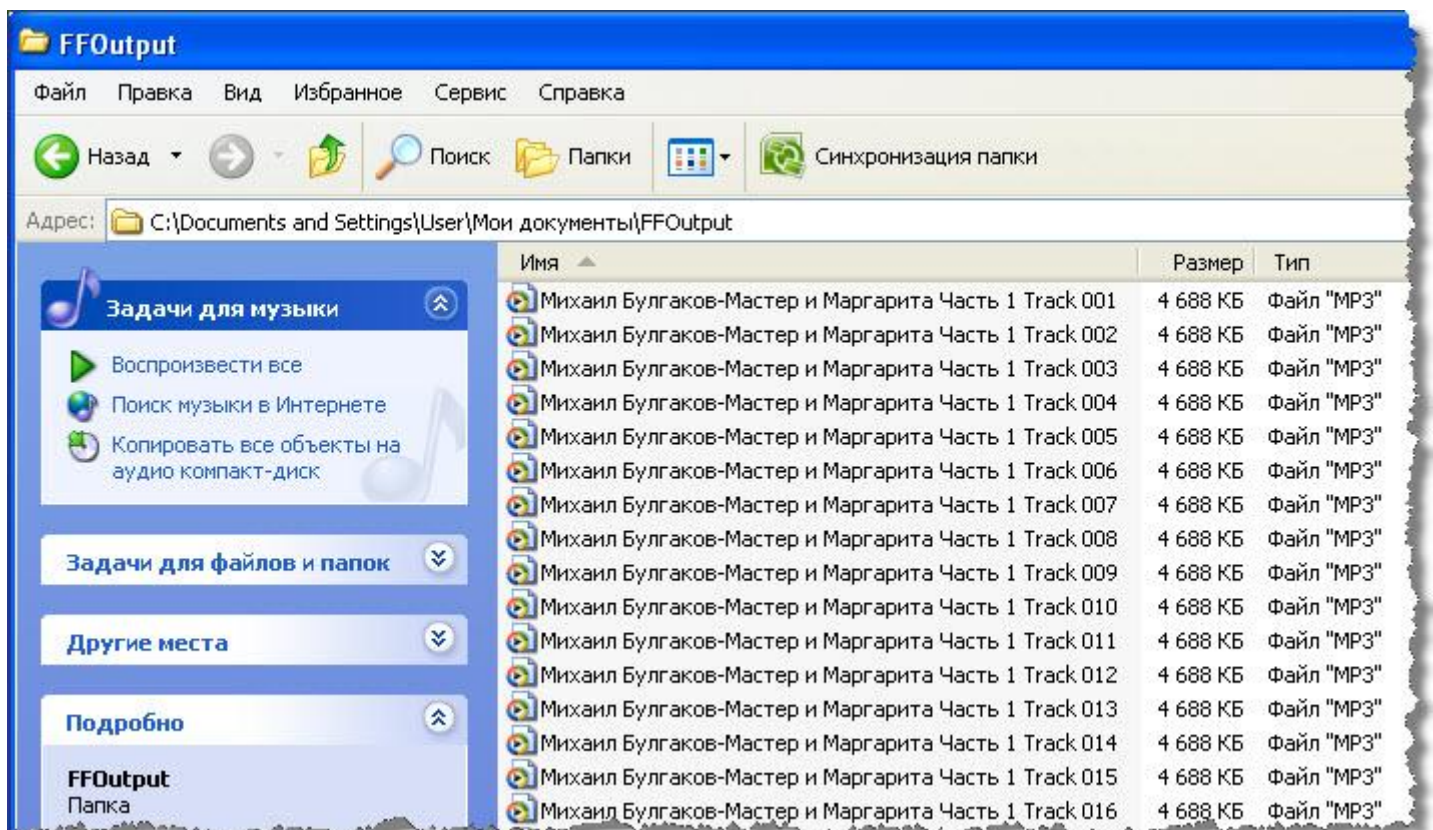 FFOutput
Файл Правка Вид Избранное Сервис Справка
Назад Поиск Папки Синхронизация папки
Адрес: C:\Documents and Settings\User\Мои документы\FFOutput
Имя Размер Тип
Задачи для музыки
Воспроизвести все
Поиск музыки в Интернете
Копировать все объекты на
аудио компакт-диск
Задачи для файлов и папок
Другие места
Подробно
FFOutput
Папка
Михаил Булгаков-Мастер и Маргарита Часть 1 Track 001 4 688 КБ Файл "MP3"
Михаил Булгаков-Мастер и Маргарита Часть 1 Track 002 4 688 КБ Файл "MP3"
Михаил Булгаков-Мастер и Маргарита Часть 1 Track 003 4 688 КБ Файл "MP3"
Михаил Булгаков-Мастер и Маргарита Часть 1 Track 004 4 688 КБ Файл "MP3"
Михаил Булгаков-Мастер и Маргарита Часть 1 Track 005 4 688 КБ Файл "MP3"
Михаил Булгаков-Мастер и Маргарита Часть 1 Track 006 4 688 КБ Файл "MP3"
Михаил Булгаков-Мастер и Маргарита Часть 1 Track 007 4 688 КБ Файл "MP3"
Михаил Булгаков-Мастер и Маргарита Часть 1 Track 008 4 688 КБ Файл "MP3"
Михаил Булгаков-Мастер и Маргарита Часть 1 Track 009 4 688 КБ Файл "MP3"
Михаил Булгаков-Мастер и Маргарита Часть 1 Track 010 4 688 КБ Файл "MP3"
Михаил Булгаков-Мастер и Маргарита Часть 1 Track 011 4 688 КБ Файл "MP3"
Михаил Булгаков-Мастер и Маргарита Часть 1 Track 012 4 688 КБ Файл "MP3"
Михаил Булгаков-Мастер и Маргарита Часть 1 Track 013 4 688 КБ Файл "MP3"
Михаил Булгаков-Мастер и Маргарита Часть 1 Track 014 4 688 КБ Файл "MP3"
Михаил Булгаков-Мастер и Маргарита Часть 1 Track 015 4 688 КБ Файл "MP3"
Михаил Булгаков-Мастер и Маргарита Часть 1 Track 016 4 688 КБ Файл "MP3"